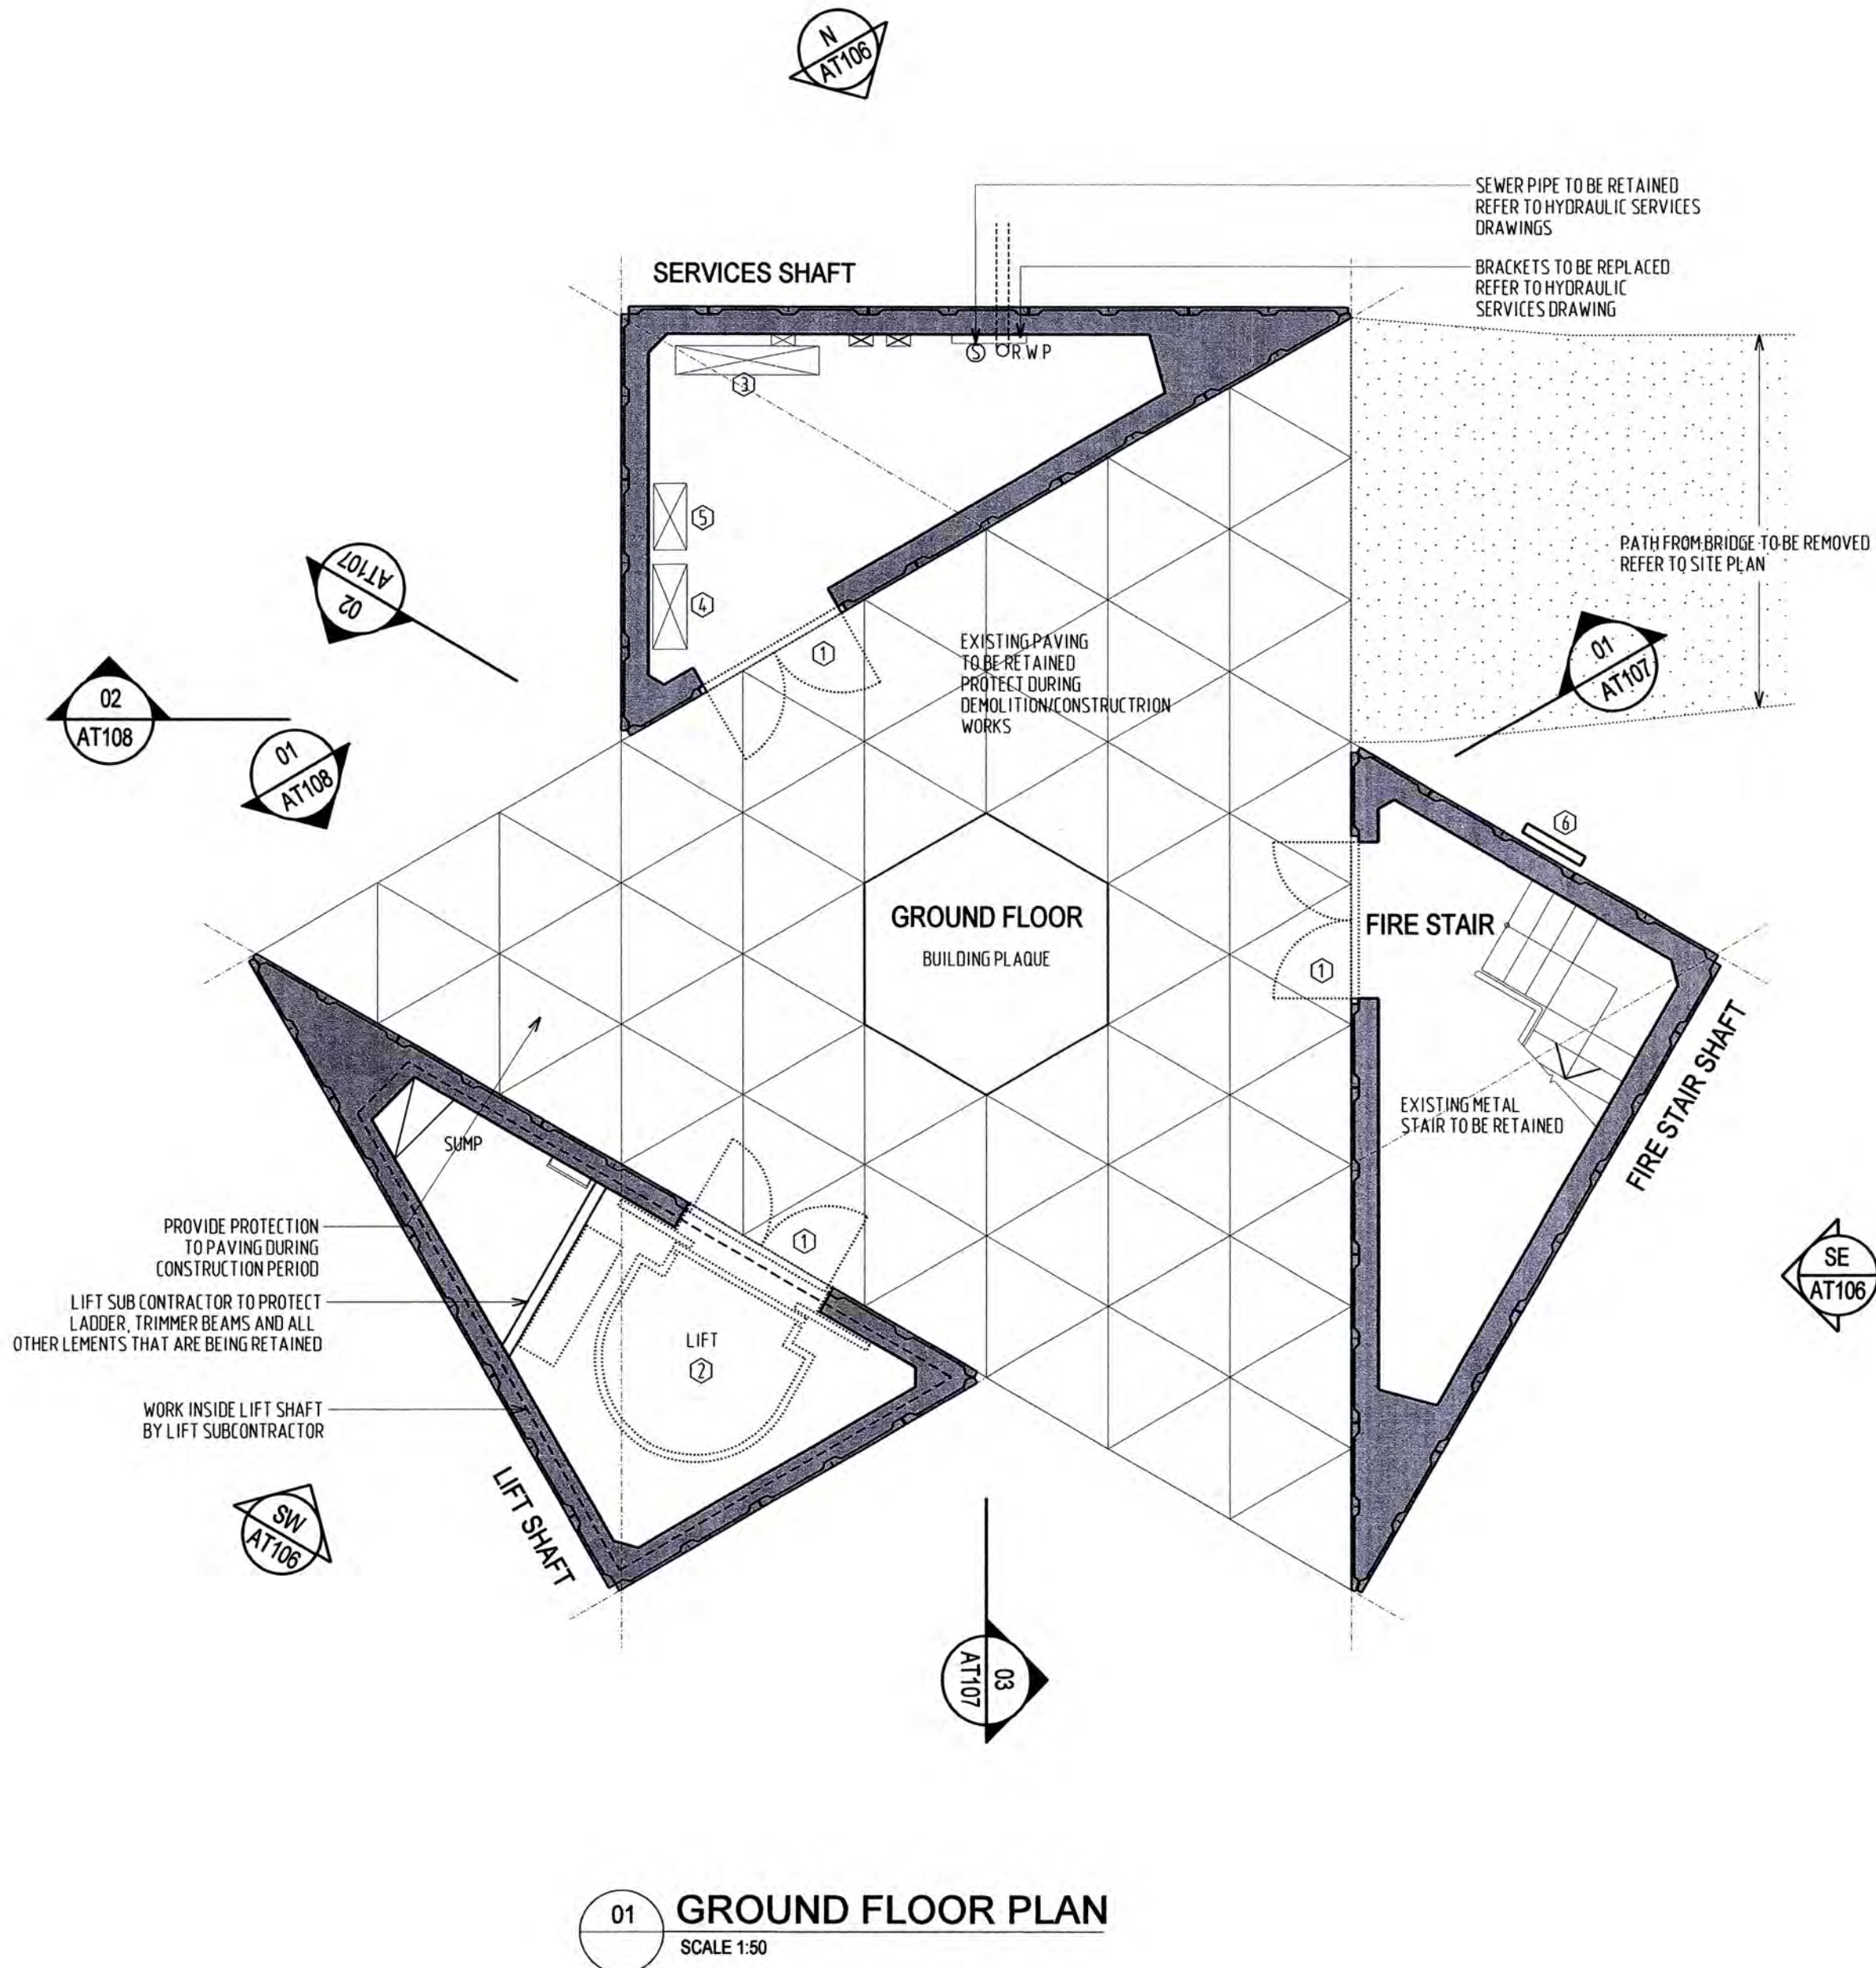 N
AT106
SEWER PIPE TO BE RETAINED
REFER TO HYDRAULIC SERVICES
DRAWINGS
SERVICES SHAFT
BRACKETS TO BE REPLACED
REFER TO HYDRAULIC
SERVICES DRAWING
S
RWP
3
5
4
PATH FROM BRIDGE TO BE REMOVED
REFER TO SITE PLAN
02
AT107
01
AT107
1
EXISTING PAVING
TO BE RETAINED
PROTECT DURING
DEMOLITION/CONSTRUCTRION
WORKS
02
AT108
01
AT108
6
GROUND FLOOR
BUILDING PLAQUE
FIRE STAIR
1
EXISTING METAL
STAIR TO BE RETAINED
FIRE STAIR SHAFT
SUMP
PROVIDE PROTECTION
TO PAVING DURING
CONSTRUCTION PERIOD
1
SE
AT106
LIFT SUB CONTRACTOR TO PROTECT
LADDER, TRIMMER BEAMS AND ALL
OTHER LEMENTS THAT ARE BEING RETAINED
LIFT
2
WORK INSIDE LIFT SHAFT
BY LIFT SUBCONTRACTOR
LIFT SHAFT
SW
AT106
03
AT107
01
GROUND FLOOR PLAN
SCALE 1:50